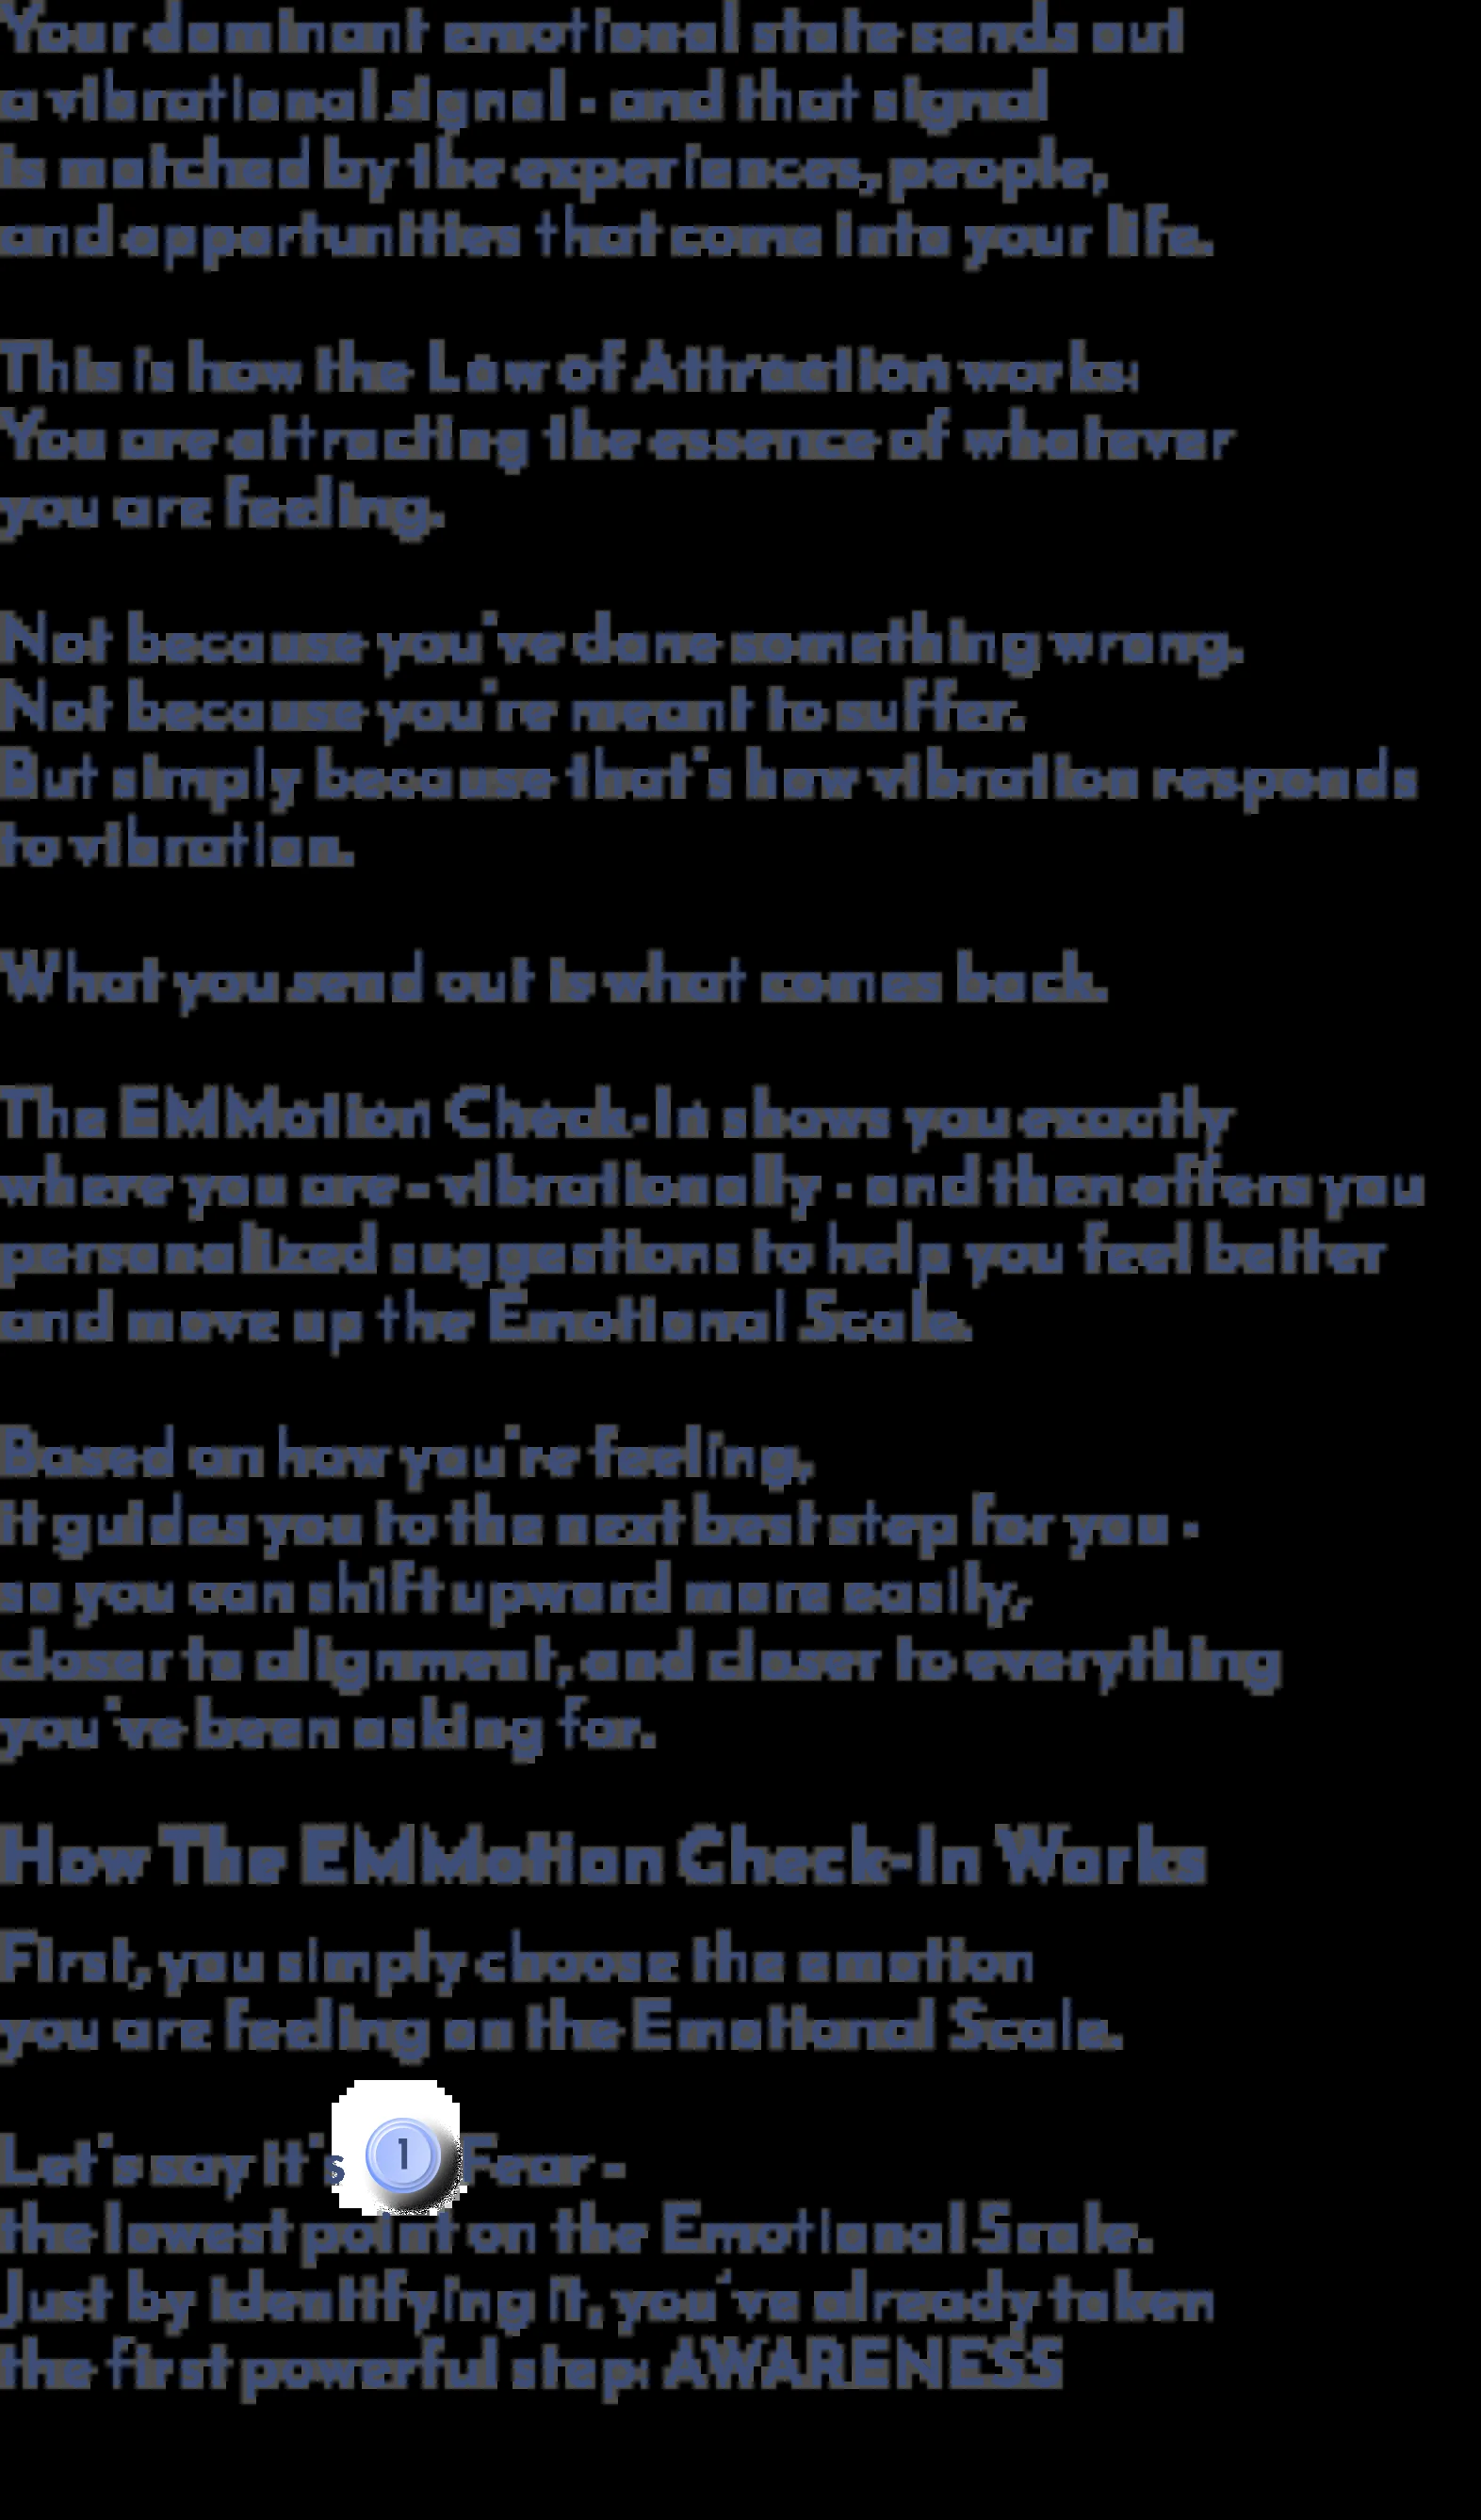 Your dominant emotional state sends out
a vibrational signal - and that signal
is matched by the experiences, people,
and opportunities that come into your life.
This is how the Law of Attraction works:
You are attracting the essence of whatever
you are feeling.
Not because you've done something wrong.
Not because you're meant to suffer.
But simply because that's how vibration responds
to vibration.
What you send out is what comes back.
The EMMotion Check-In shows you exactly
where you are - vibrationally - and then offers you
personalized suggestions to help you feel better
and move up the Emotional Scale.
Based on how you're feeling,
it guides you to the next best step for you -
so you can shift upward more easily,
closer to alignment, and closer to everything
you've been asking for.
How The EMMotion Check-In Works
First, you simply choose the emotion
you are feeling on the Emotional Scale.
Let's say it's 1 Fear -
the lowest point on the Emotional Scale.
Just by identifying it, you've already taken
the first powerful step: AWARENESS